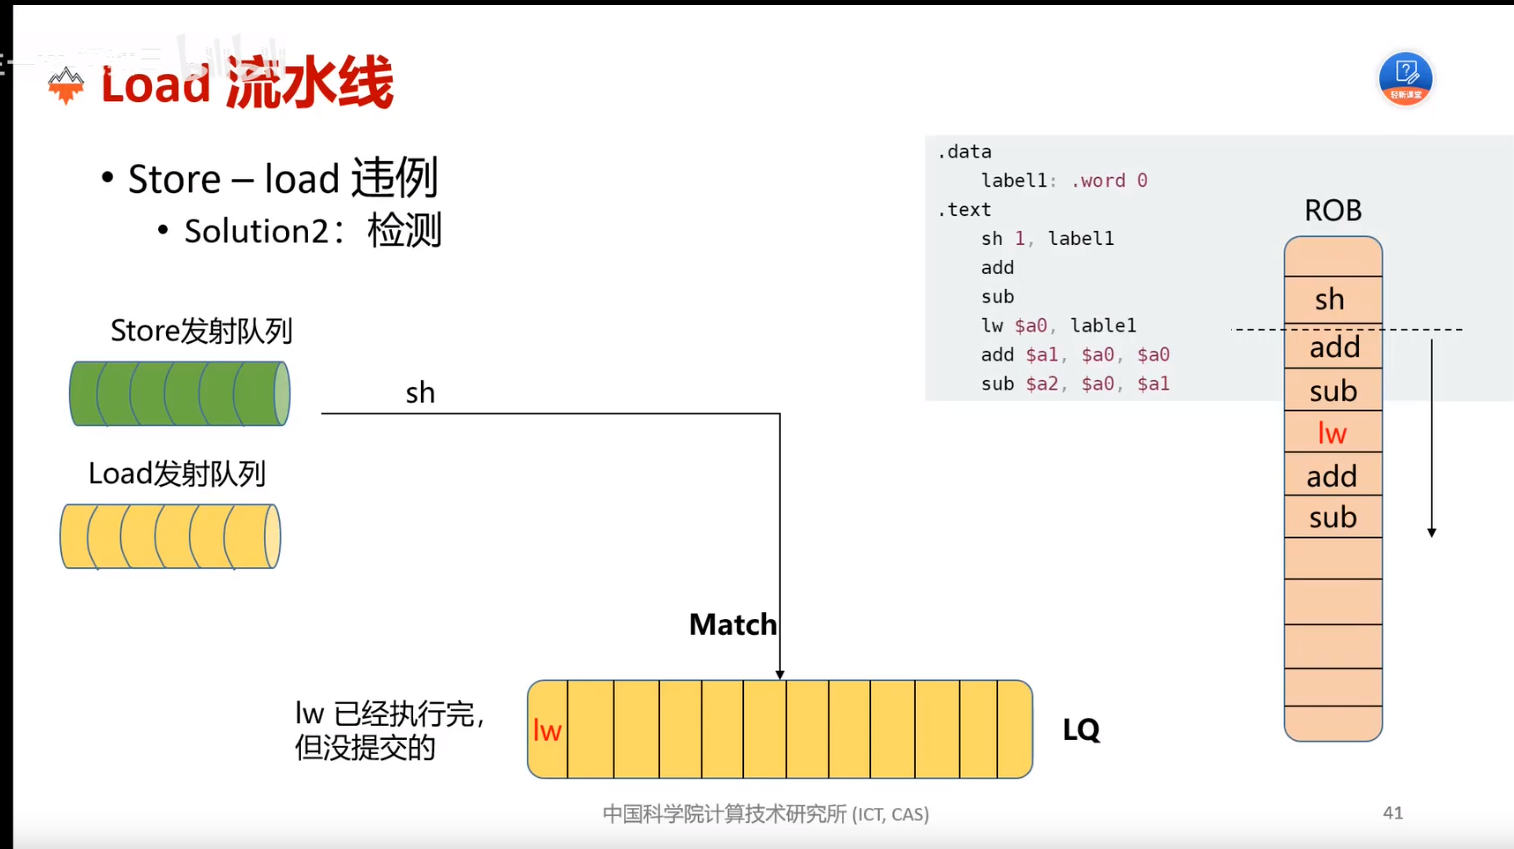 Load 流水线
轻新课堂
• Store – load 违例
• Solution2：检测
.data
label1: .word 0
.text
sh 1, label1
add
sub
lw $a0, lable1
add $a1, $a0, $a0
sub $a2, $a0, $a1
ROB
sh
add
sub
lw
add
sub
Store发射队列
sh
Load发射队列
Match
lw 已经执行完，
但没提交的
lw
LQ
中国科学院计算技术研究所 (ICT, CAS)
41